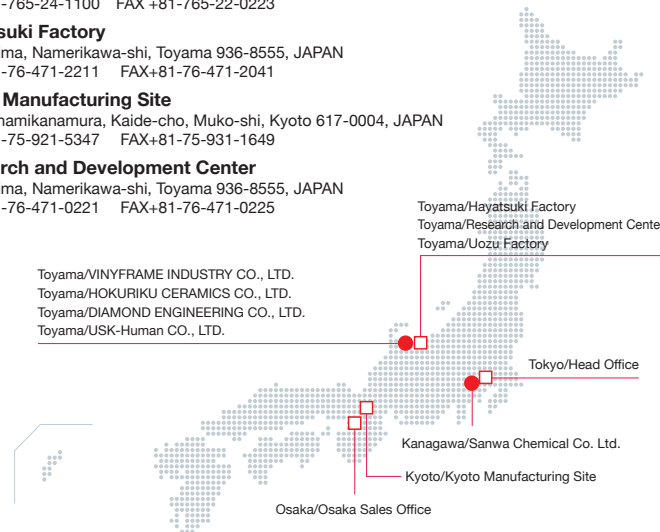 -765-24-1100 FAX +81-765-22-0223
suki Factory
ma, Namerikawa-shi, Toyama 936-8555, JAPAN
-76-471-2211 FAX+81-76-471-2041
Manufacturing Site
namikanamura, Kaide-cho, Muko-shi, Kyoto 617-0004, JAPAN
-75-921-5347 FAX+81-75-931-1649
rch and Development Center
ma, Namerikawa-shi, Toyama 936-8555, JAPAN
-76-471-0221 FAX+81-76-471-0225
Toyama/Hayatsuki Factory
Toyama/Research and Development Cente
Toyama/Uozu Factory
Toyama/VINYFRAME INDUSTRY CO., LTD.
Toyama/HOKURIKU CERAMICS CO., LTD.
Toyama/DIAMOND ENGINEERING CO., LTD.
Toyama/USK-Human CO., LTD.
Tokyo/Head Office
Kanagawa/Sanwa Chemical Co. Ltd.
Kyoto/Kyoto Manufacturing Site
Osaka/Osaka Sales Office